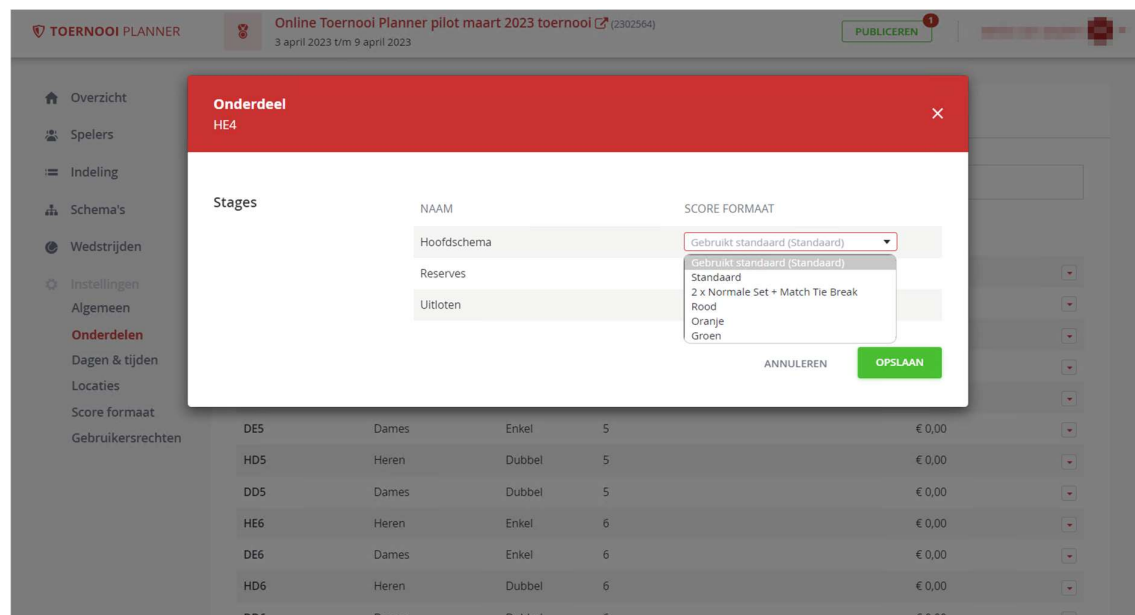 TOERNOOI PLANNER
Online Toernooi Planner pilot maart 2023 toernooi (2302564)
3 april 2023 t/m 9 april 2023
PUBLICEREN
1
Overzicht
Spelers
Indeling
Schema's
Wedstrijden
Instellingen
Algemeen
Onderdelen
Dagen & tijden
Locaties
Score formaat
Gebruikersrechten
Onderdeel
HE4
Stages
NAAM SCORE FORMAAT
Hoofdschema Gebruikt standaard (Standaard)
Reserves
Uitloten
Gebruikt standaard (Standaard)
Standaard
2 x Normale Set + Match Tie Break
Rood
Oranje
Groen
ANNULEREN OPSLAAN
DE5 Dames Enkel 5 € 0,00
HD5 Heren Dubbel 5 € 0,00
DD5 Dames Dubbel 5 € 0,00
HE6 Heren Enkel 6 € 0,00
DE6 Dames Enkel 6 € 0,00
HD6 Heren Dubbel 6 € 0,00